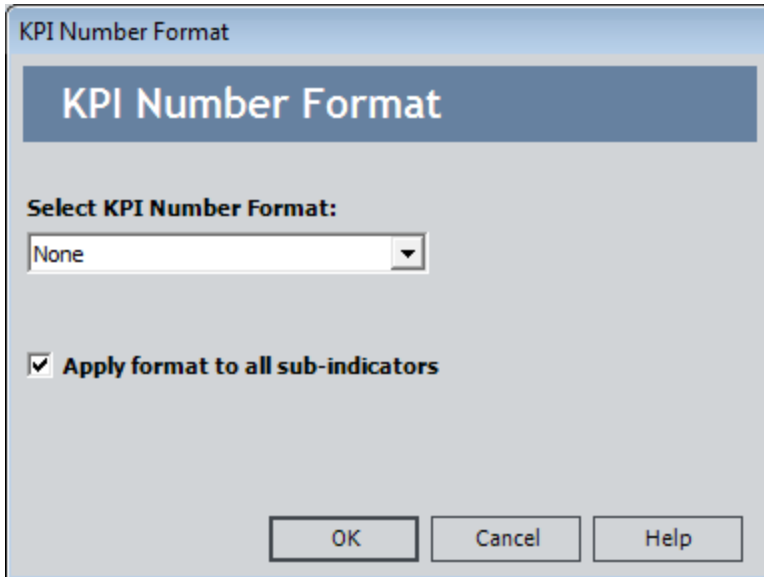 KPI Number Format
KPI Number Format
Select KPI Number Format:
None
Apply format to all sub-indicators
OK Cancel Help